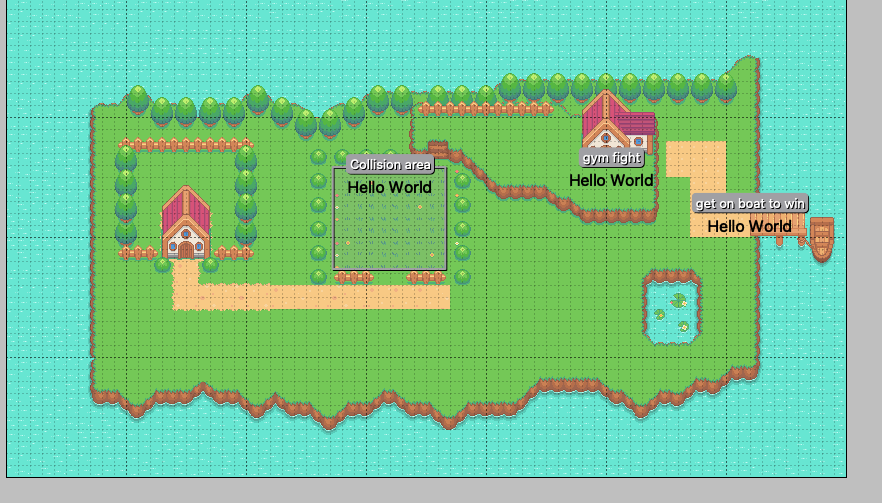 gym fight
Collision area
Hello World
Hello World
get on boat to win
Hello World